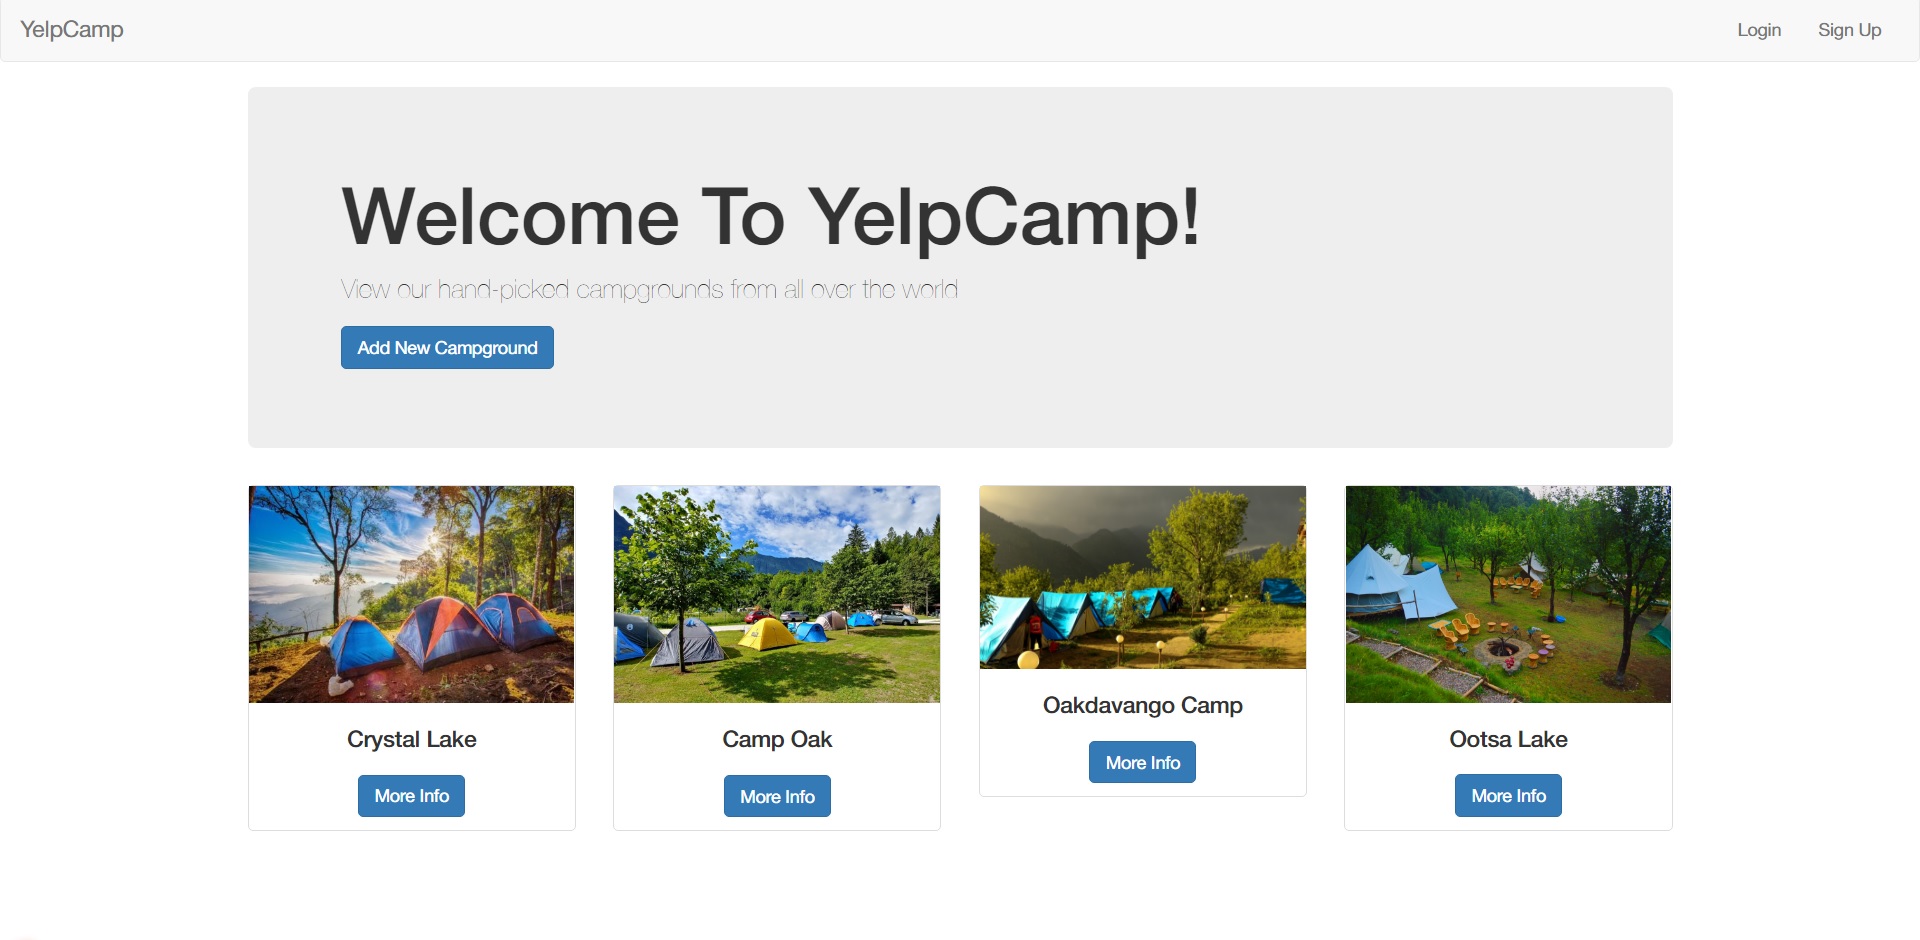 YelpCamp
Login
Sign Up
Welcome To YelpCamp!
View our hand-picked campgrounds from all over the world
Add New Campground
Crystal Lake
More Info
Camp Oak
More Info
Oakdavango Camp
More Info
Ootsa Lake
More Info